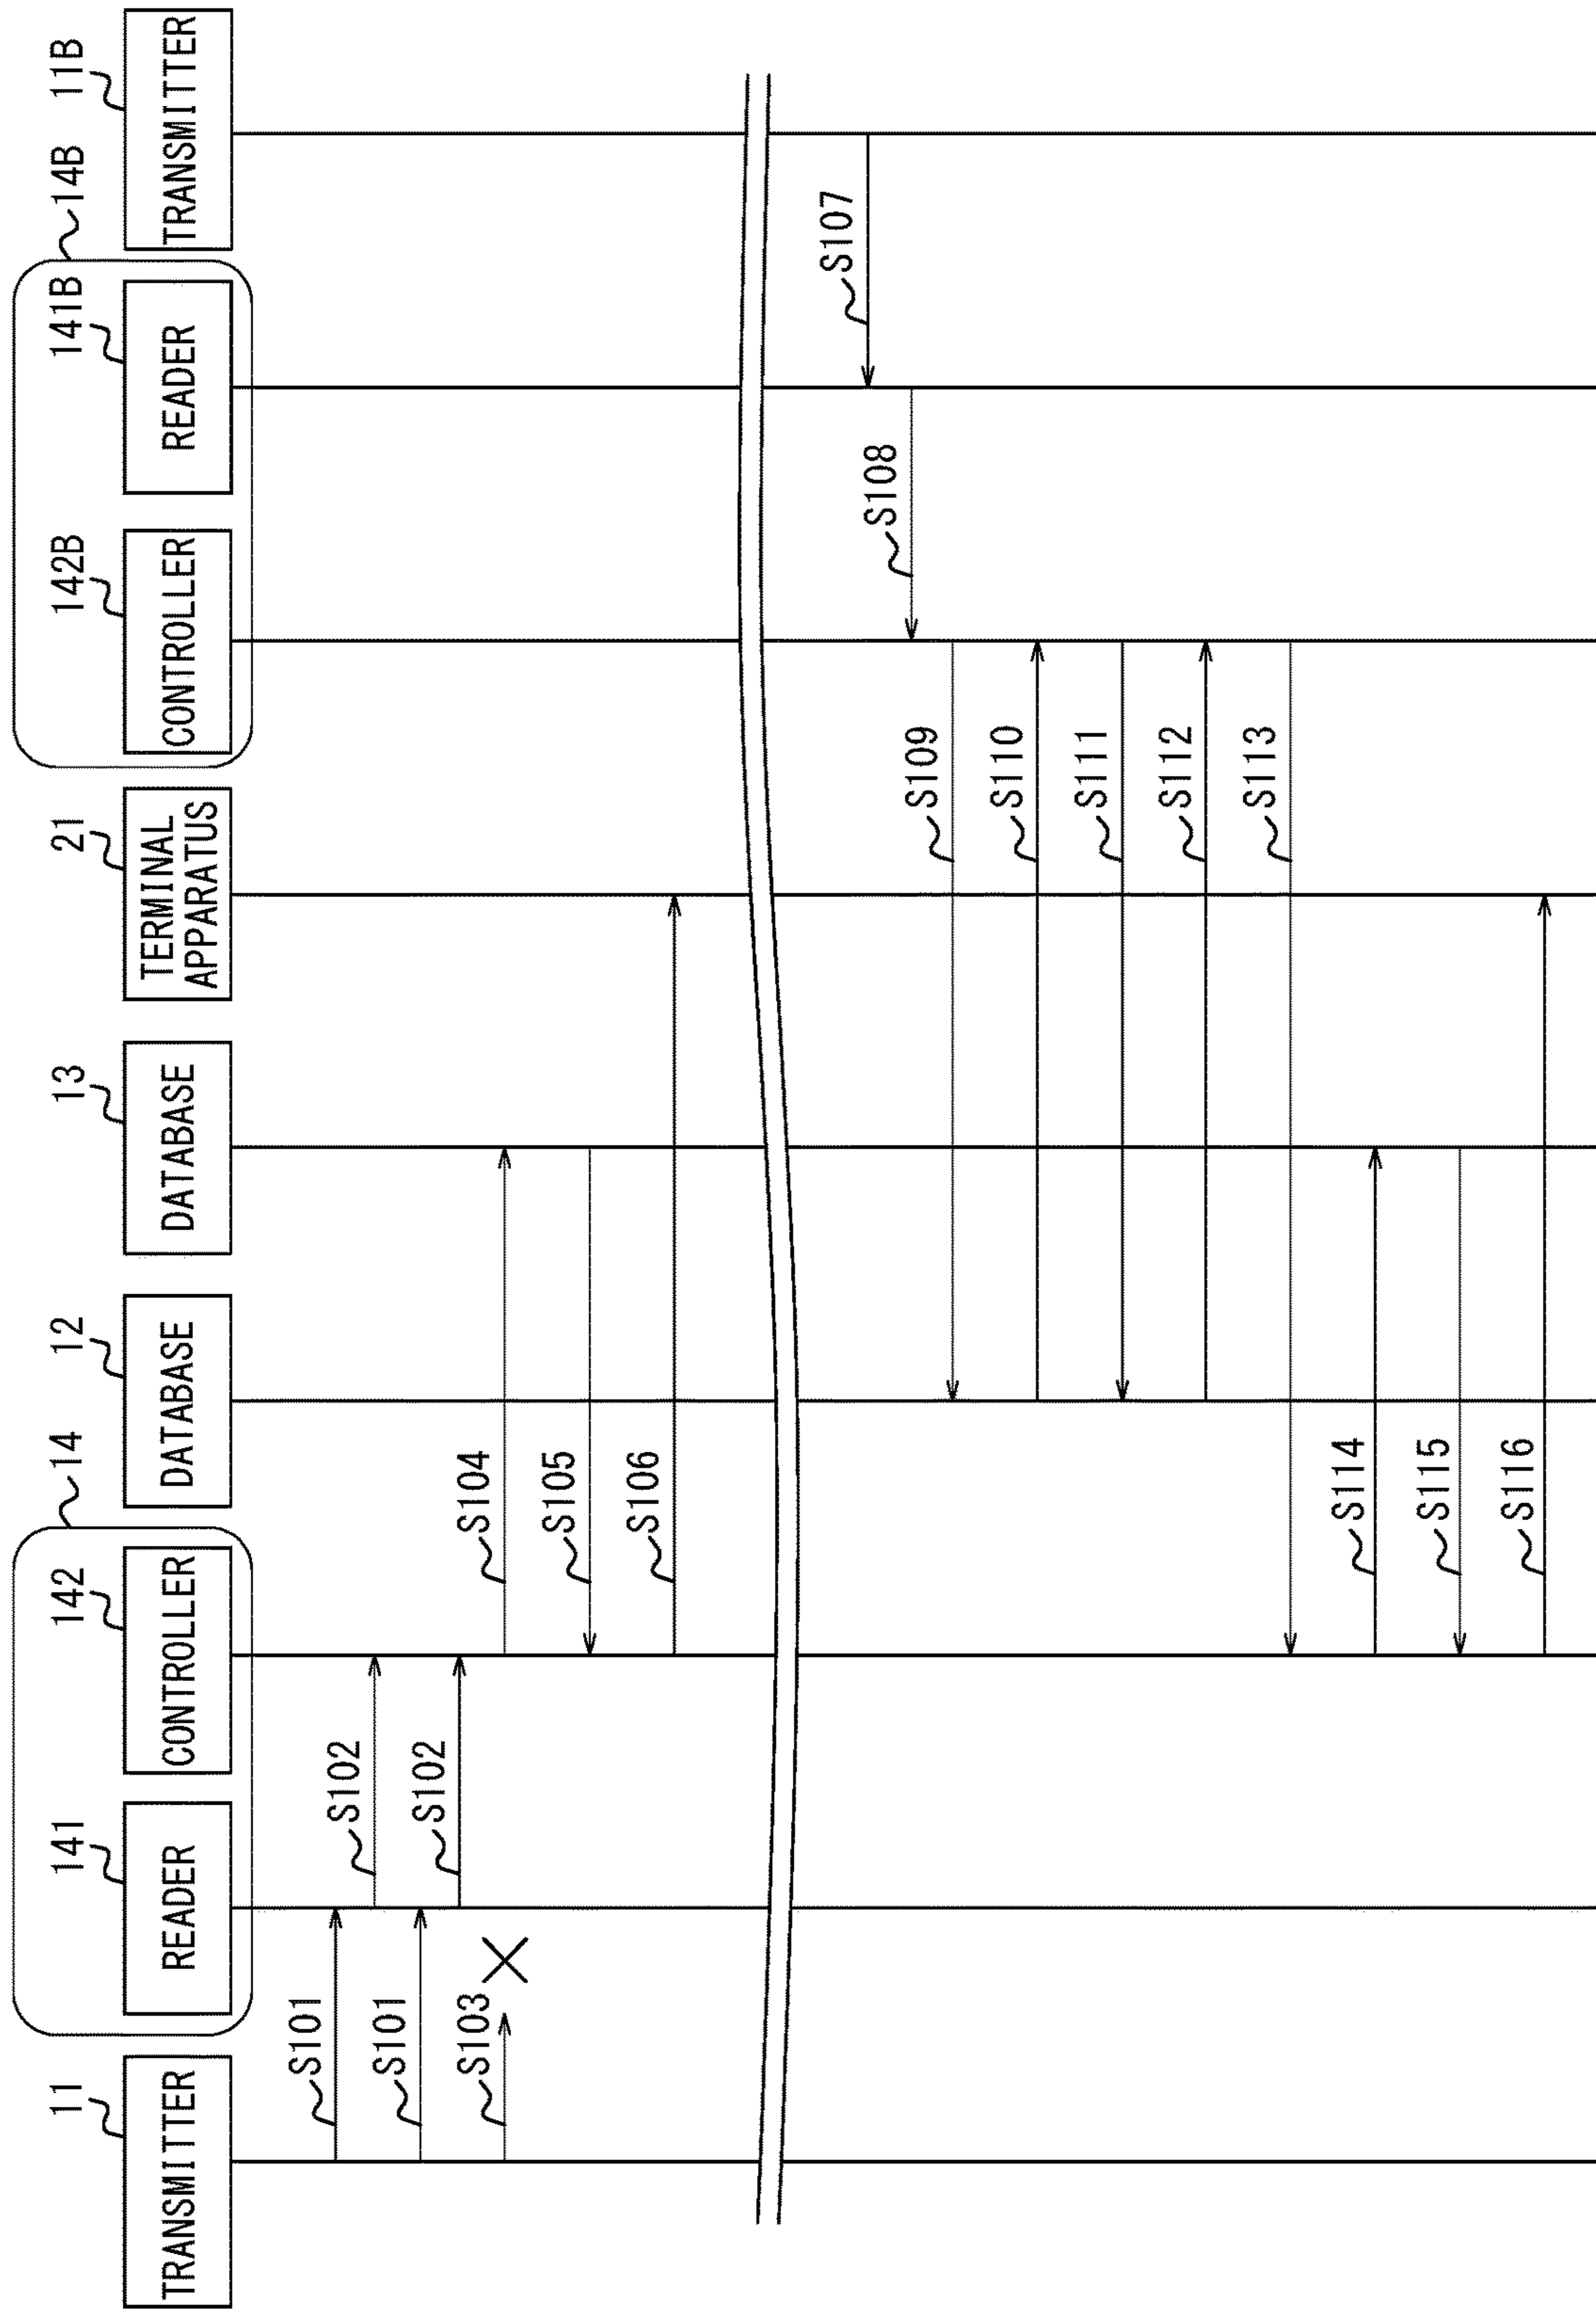 11
TRANSMITTER
141
READER
142
CONTROLLER
14
12
DATABASE
13
DATABASE
21
TERMINAL
APPARATUS
142B
CONTROLLER
141B
READER
14B
11B
TRANSMITTER
S101
S102
S101
S102
S103
S104
S105
S106
S107
S108
S109
S110
S111
S112
S113
S114
S115
S116